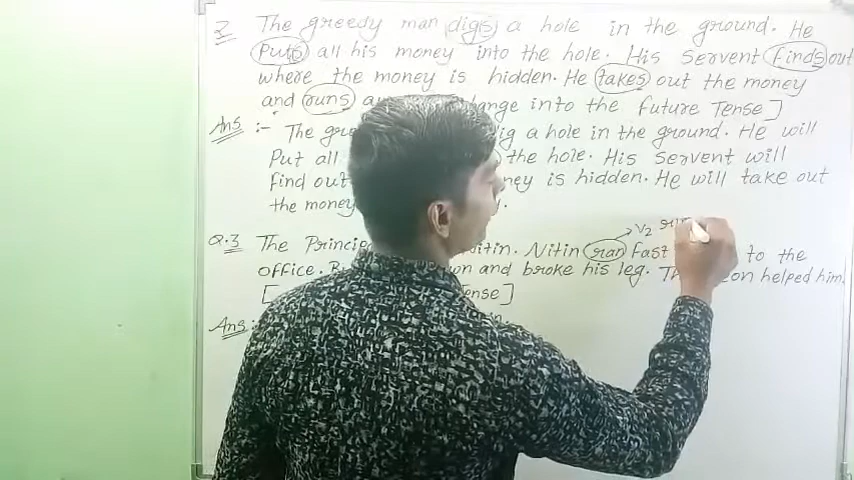 2 The greedy man digs a hole in the ground. He
Puts all his money into the hole. His Servent Finds out
where the money is hidden. He takes out the money
and runs ange into the future Tense]
Ans :- The gre g a hole in the ground. He will
Put all the hole. His Servent will
find out ney is hidden. He will take out
the money
V2
Q.3 The Princi itin. Nitin ran Fast to the
office. on and broke his leg. on helped him.
[ ense]
Ans